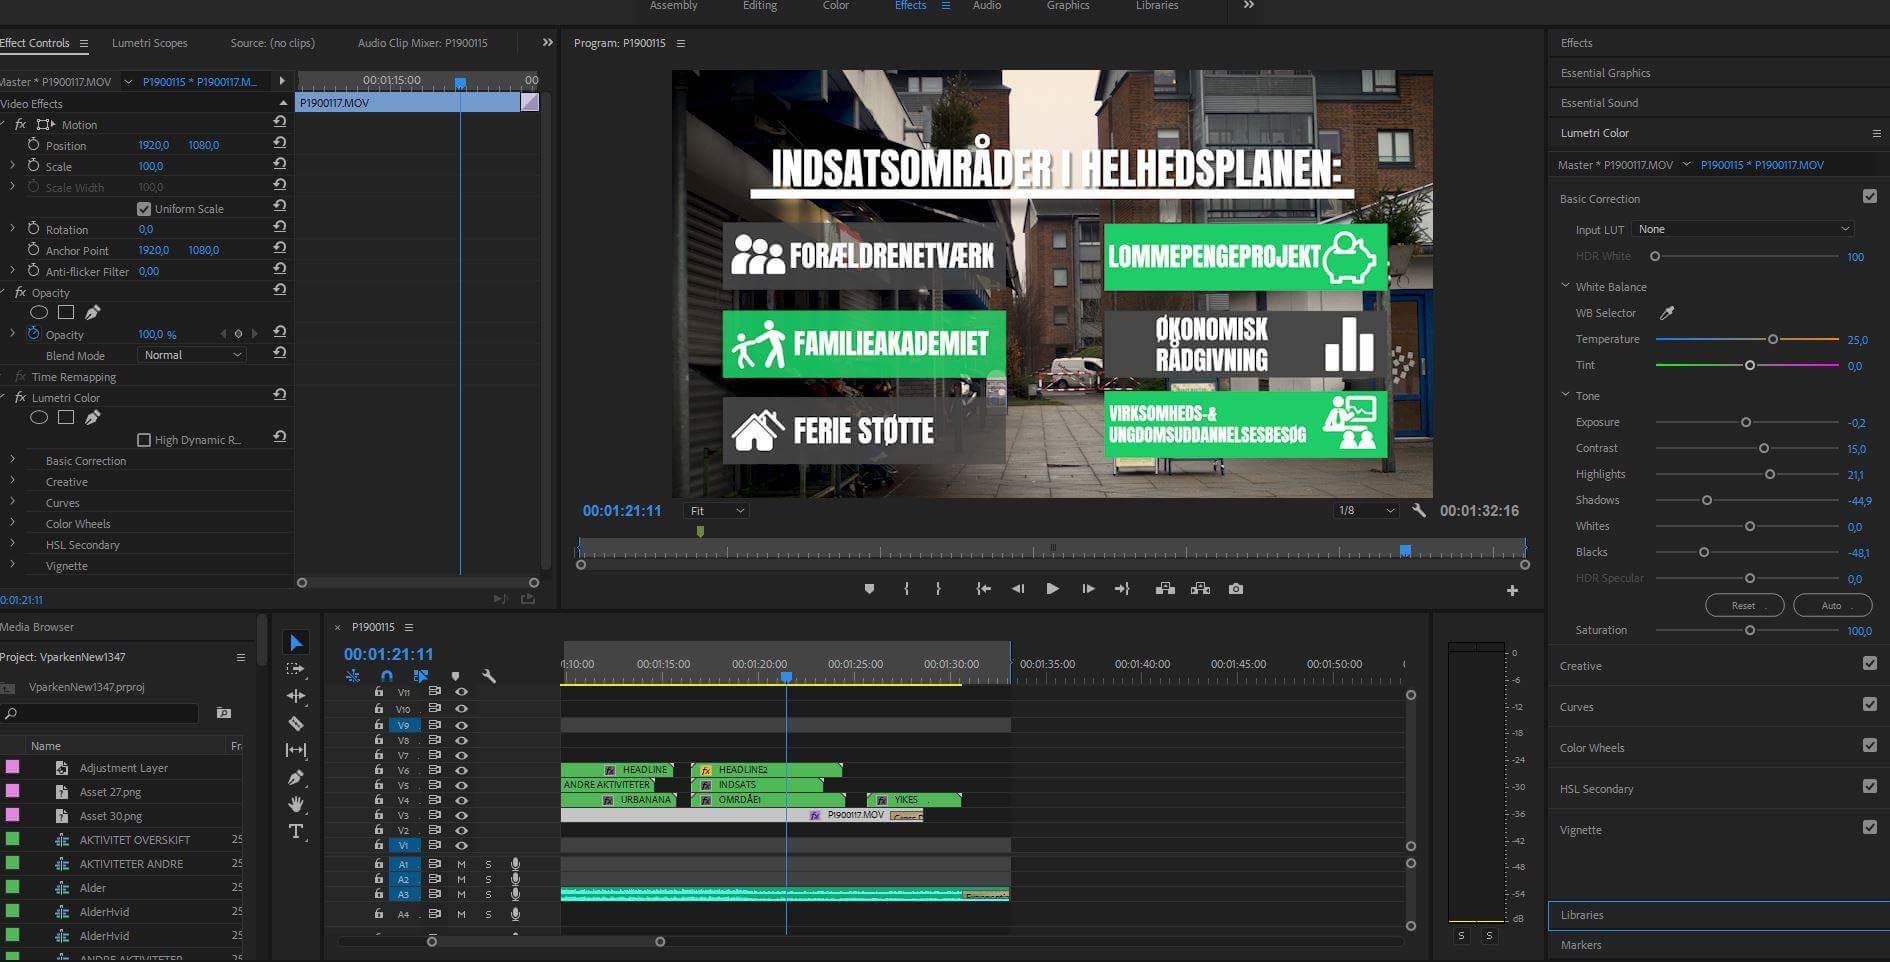 Assembly Editing Color Effects Audio Graphics Libraries
Effect Controls Lumetri Scopes Source: (no clips) Audio Clip Mixer: P1900115
Master * P1900117.MOV P1900115 * P1900117.M...
00:01:15:00 00
Video Effects
P1900117.MOV
fx Motion
Position 1920,0 1080,0
Scale 100,0
Scale Width 100,0
Uniform Scale
Rotation 0,0
Anchor Point 1920,0 1080,0
Anti-flicker Filter 0,00
fx Opacity
Opacity 100,0 %
Blend Mode Normal
fx Time Remapping
fx Lumetri Color
High Dynamic R...
Basic Correction
Creative
Curves
Color Wheels
HSL Secondary
Vignette
0:01:21:11
Program: P1900115
INDSATSOMRÅDER I HELHEDSPLANEN:
FORÆLDRENETVÆRK
LOMMEPENGEPROJEKT
FAMILIEAKADEMIET
ØKONOMISK
RÅDGIVNING
FERIE STØTTE
VIRKSOMHEDS-&
UNGDOMSUDDANNELSESBESØG
00:01:21:11 Fit 1/8 00:01:32:16
Effects
Essential Graphics
Essential Sound
Lumetri Color
Master * P1900117.MOV P1900115 * P1900117.MOV
Basic Correction
Input LUT None
HDR White 100
White Balance
WB Selector
Temperature 25,0
Tint 0,0
Tone
Exposure -0,2
Contrast 15,0
Highlights 21,1
Shadows -44,9
Whites 0,0
Blacks -48,1
HDR Specular 0,0
Reset Auto
Saturation 100,0
Creative
Curves
Color Wheels
HSL Secondary
Vignette
Libraries
Markers
Media Browser
Project: VparkenNew1347
VparkenNew1347.prproj
Name Fr
Adjustment Layer
Asset 27.png
Asset 30.png
AKTIVITET OVERSKIFT 25
AKTIVITETER ANDRE 25
Alder 25
AlderHvid 25
AlderHvid 25
ANDRE AKTIVITETER 25
× P1900115
00:01:21:11
1:10:00 00:01:15:00 00:01:20:00 00:01:25:00 00:01:30:00 00:01:35:00 00:01:40:00 00:01:45:00 00:01:50:00
V11
V10
V9
V8
V7
V6 fx HEADLINE fx HEADLINE2
V5 ANDRE AKTIVITETER fx INDSATS
V4 fx URBANANA fx OMRDÅE1 fx YIKES
V3 fx P1900117.MOV
V2
V1
A1 M S
A2 M S
A3 M S
A4 M S
0
-6
-12
-18
-24
-30
-36
-42
-48
-54
dB
S S